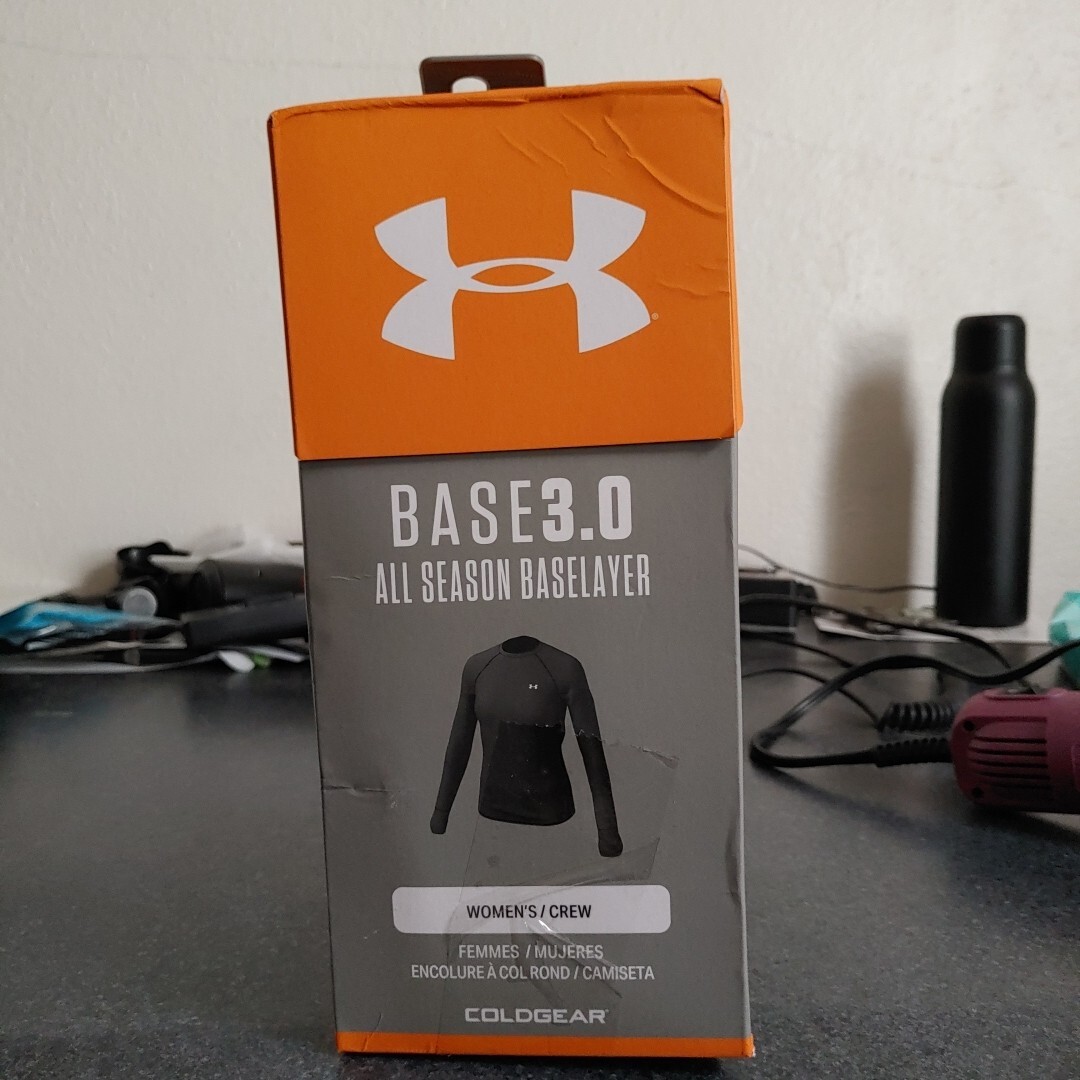 BASE3.0
ALL SEASON BASELAYER
WOMEN'S / CREW
FEMMES / MUJERES
ENCOLURE À COL ROND / CAMISETA
COLDGEAR